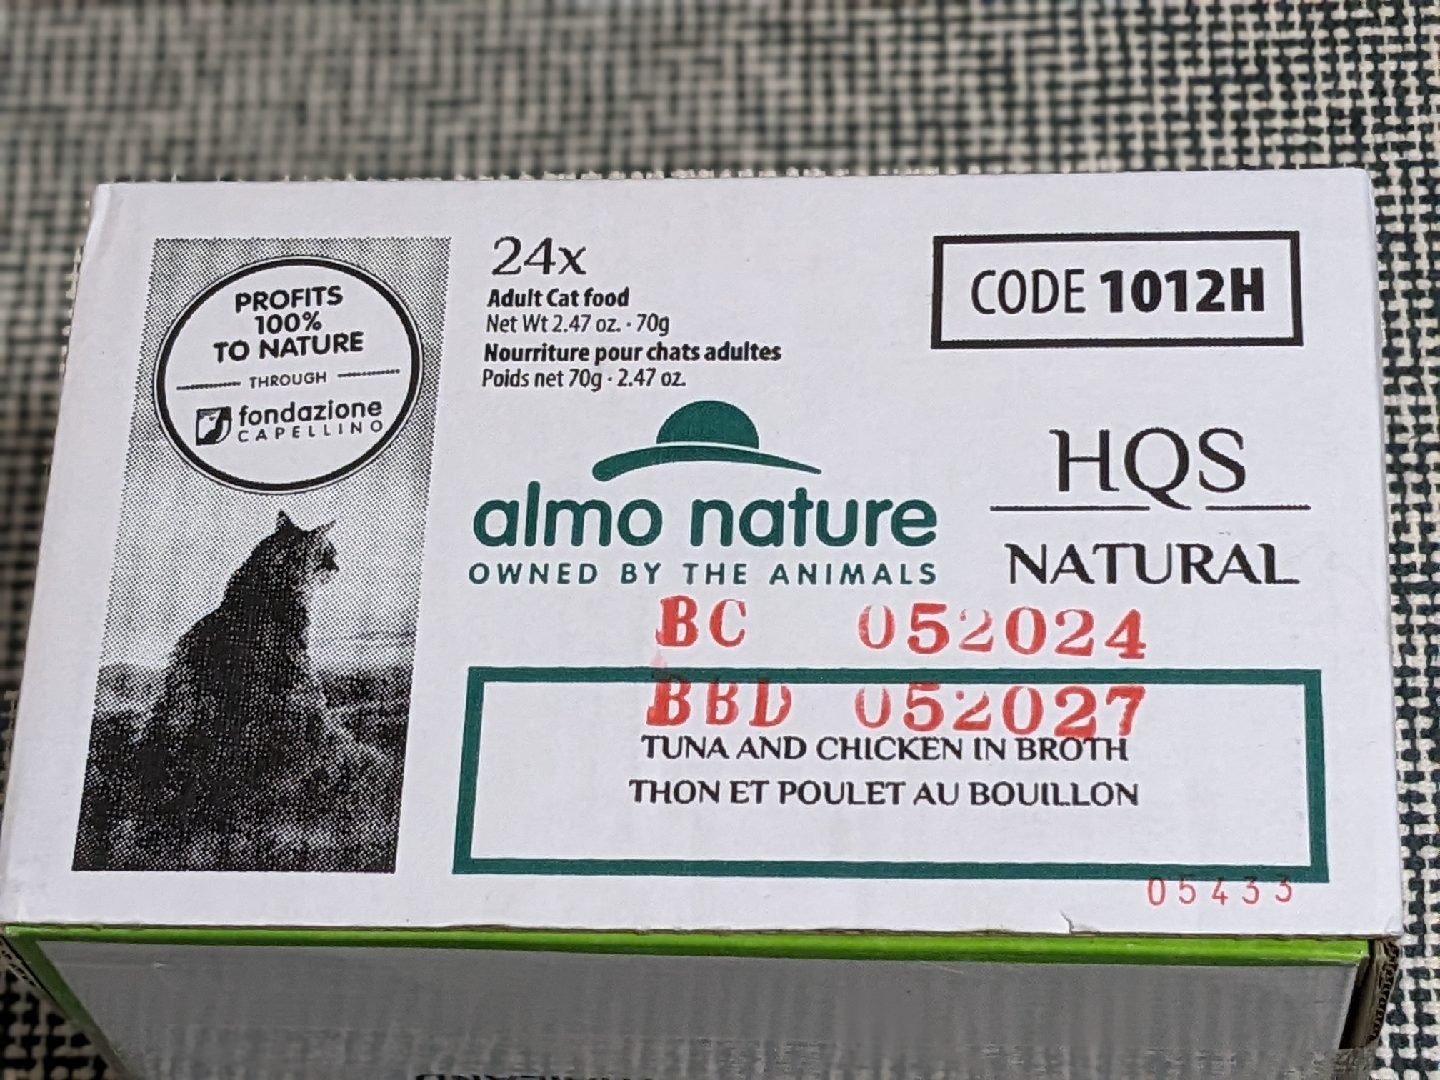 PROFITS
100%
TO NATURE
THROUGH
fondazione
CAPELLINO
24x
Adult Cat food
Net Wt 2.47 oz. · 70g
Nourriture pour chats adultes
Poids net 70g · 2.47 oz.
CODE 1012H
almo nature
OWNED BY THE ANIMALS
HQS
NATURAL
BC 052024
BBD 052027
TUNA AND CHICKEN IN BROTH
THON ET POULET AU BOUILLON
05433